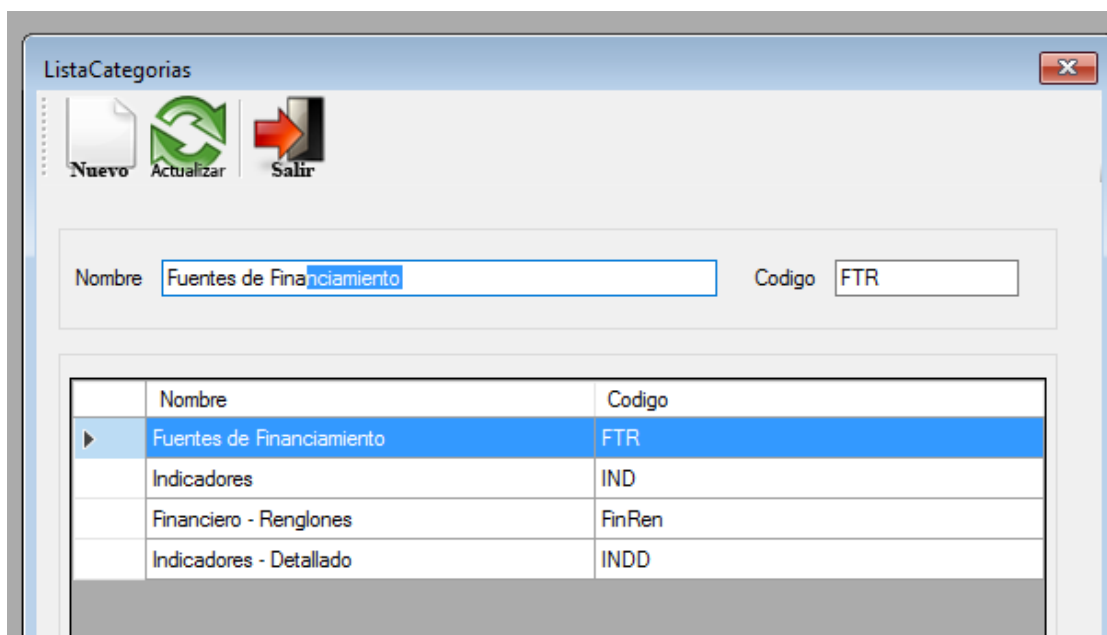 ListaCategorias
Nuevo Actualizar Salir
Nombre Fuentes de Financiamiento Codigo FTR
Nombre Codigo
Fuentes de Financiamiento FTR
Indicadores IND
Financiero - Renglones FinRen
Indicadores - Detallado INDD